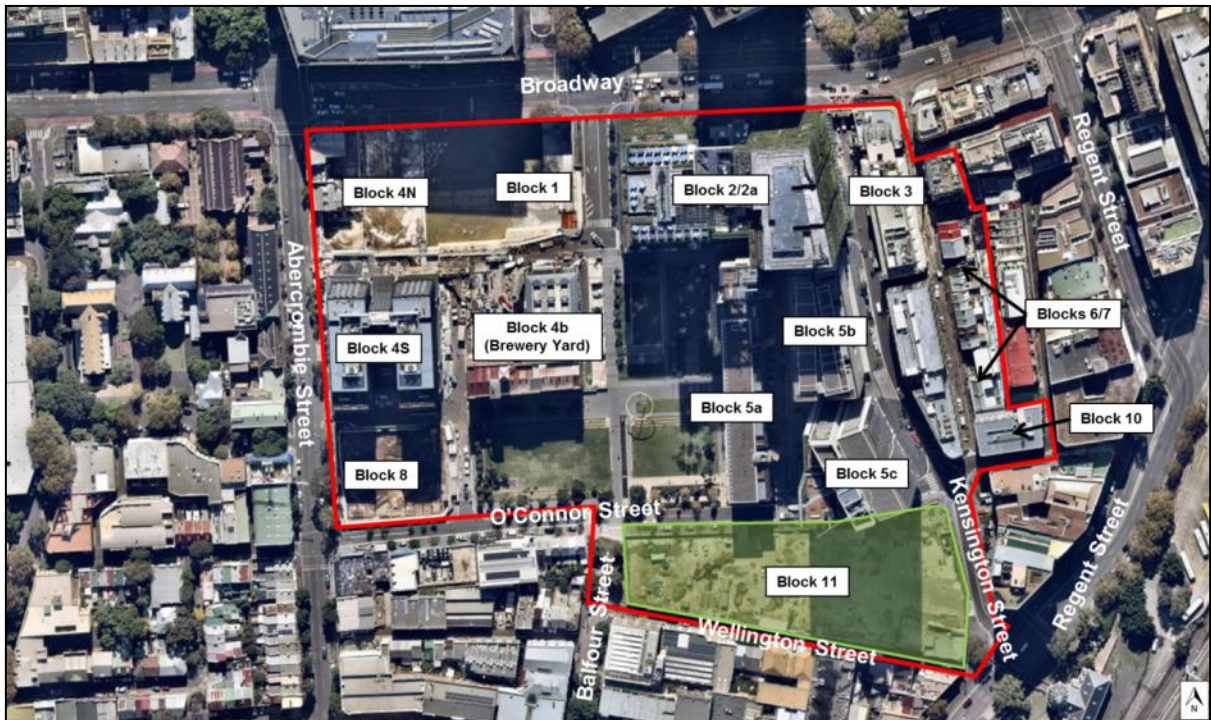 Broadway
Regent Street
Block 4N
Block 1
Block 2/2a
Block 3
Abercrombie Street
Blocks 6/7
Block 4b
(Brewery Yard)
Block 4S
Block 5b
Block 5a
Block 10
Block 8
Block 5c
O'Connor Street
Kensington Street
Regent Street
Block 11
Balfour Street
Wellington Street
N